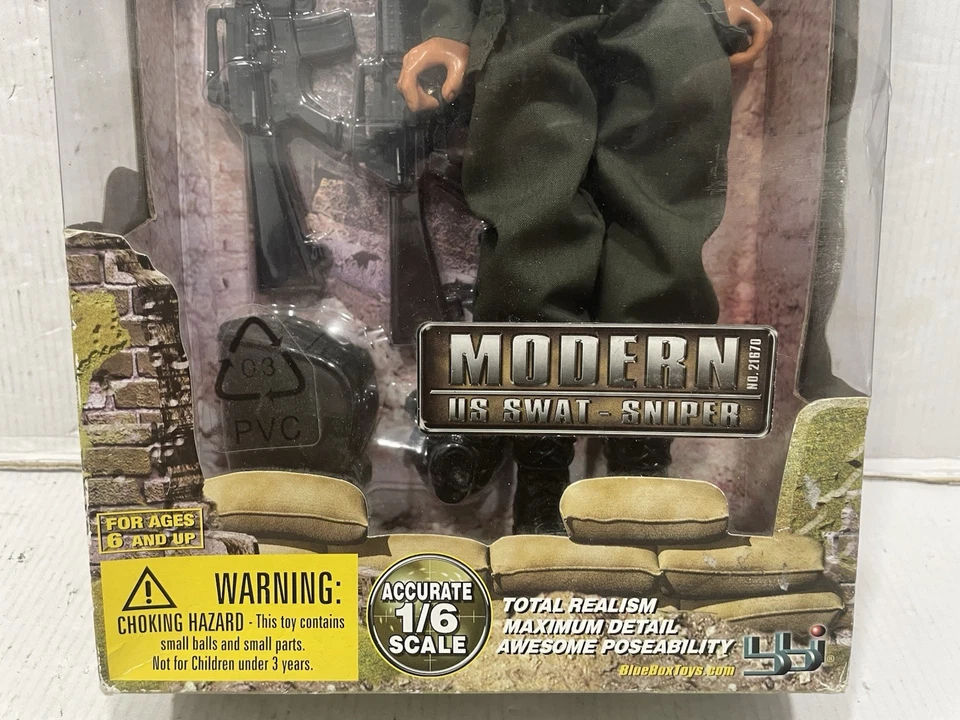 03
PVC
MODERN
NO. 21670
US SWAT - SNIPER
FOR AGES
6 AND UP
WARNING:
CHOKING HAZARD - This toy contains
small balls and small parts.
Not for Children under 3 years.
ACCURATE
1/6
SCALE
TOTAL REALISM
MAXIMUM DETAIL
AWESOME POSEABILITY
BlueBoxToys.com
bbi®